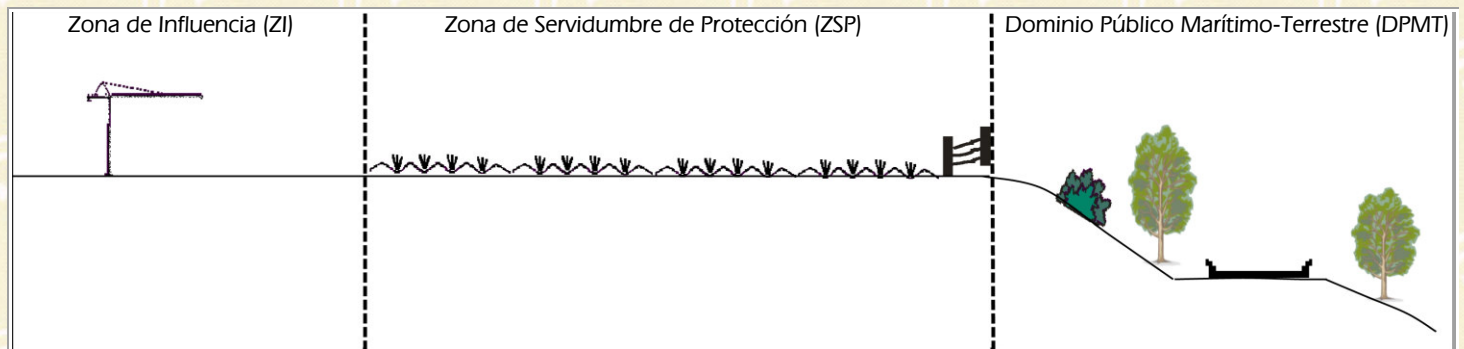 Zona de Influencia (ZI)
Zona de Servidumbre de Protección (ZSP)
Dominio Público Marítimo-Terrestre (DPMT)